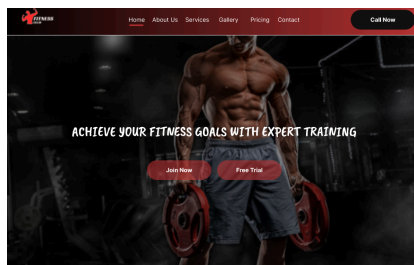 FITNESS
Home About Us Services Gallery Pricing Contact
Call Now
ACHIEVE YOUR FITNESS GOALS WITH EXPERT TRAINING
Join Now Free Trial